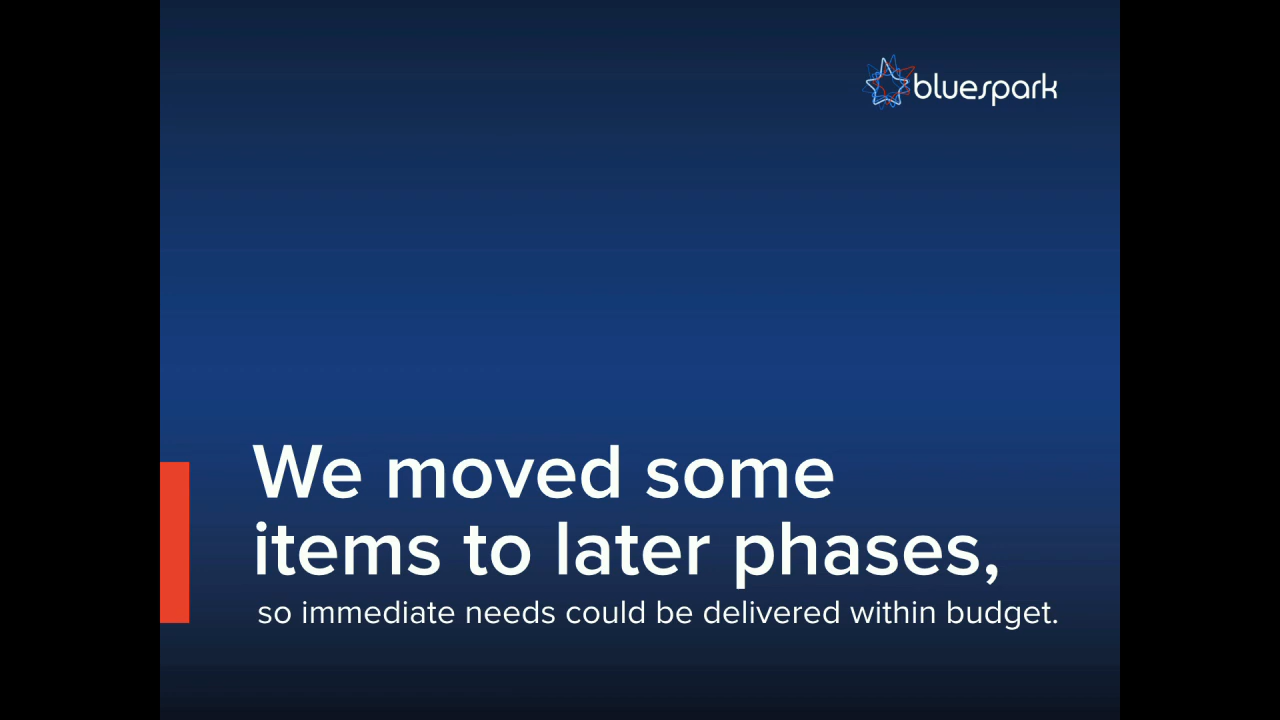 bluespark
We moved some
items to later phases,
so immediate needs could be delivered within budget.